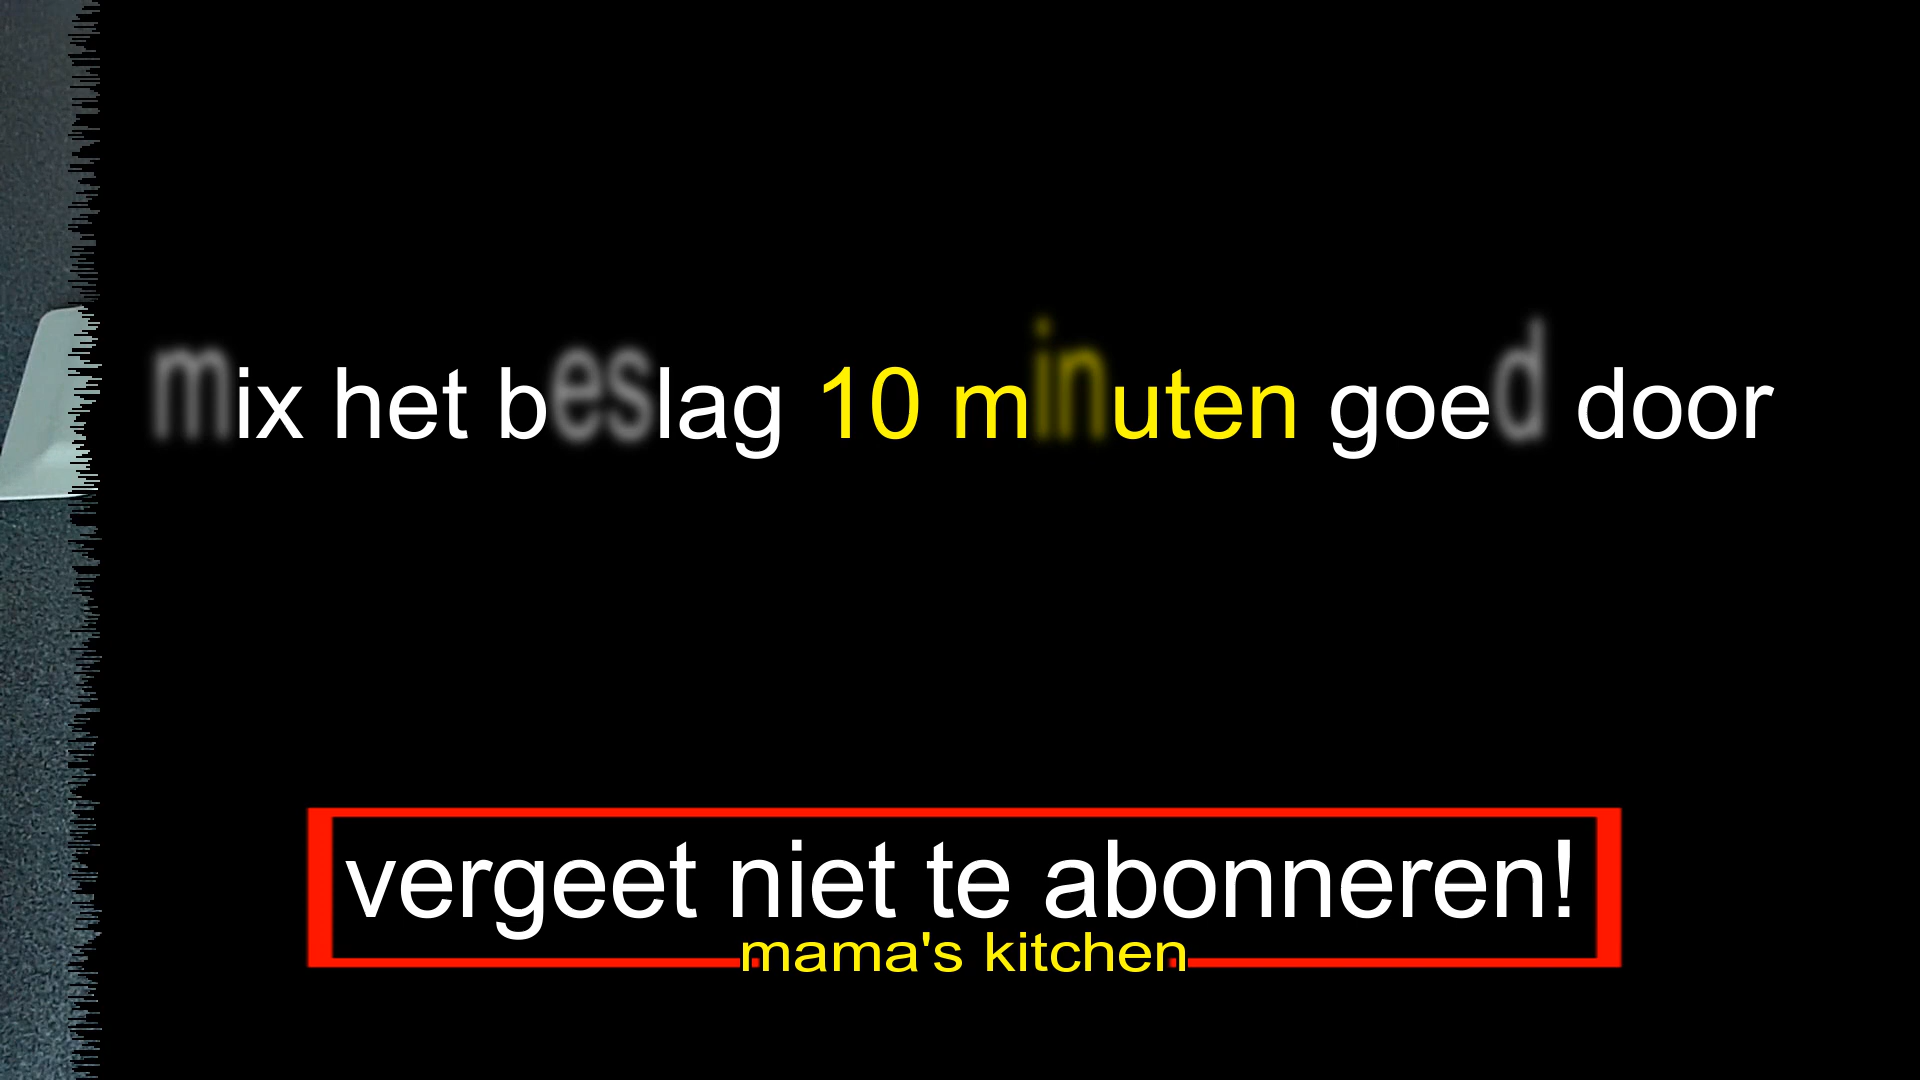 mix het beslag 10 minuten goed door
vergeet niet te abonneren!
mama's kitchen